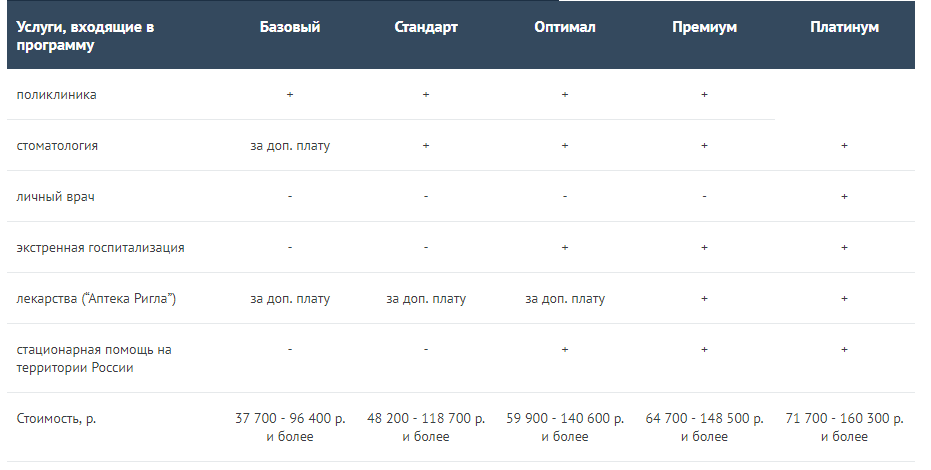 Услуги, входящие в программу Базовый Стандарт Оптимал Премиум Платинум
поликлиника + + + +
стоматология за доп. плату + + + +
личный врач - - - - +
экстренная госпитализация - - + + +
лекарства (“Аптека Ригла”) за доп. плату за доп. плату за доп. плату + +
стационарная помощь на территории России - - + + +
Стоимость, р. 37 700 - 96 400 р. и более 48 200 - 118 700 р. и более 59 900 - 140 600 р. и более 64 700 - 148 500 р. и более 71 700 - 160 300 р. и более